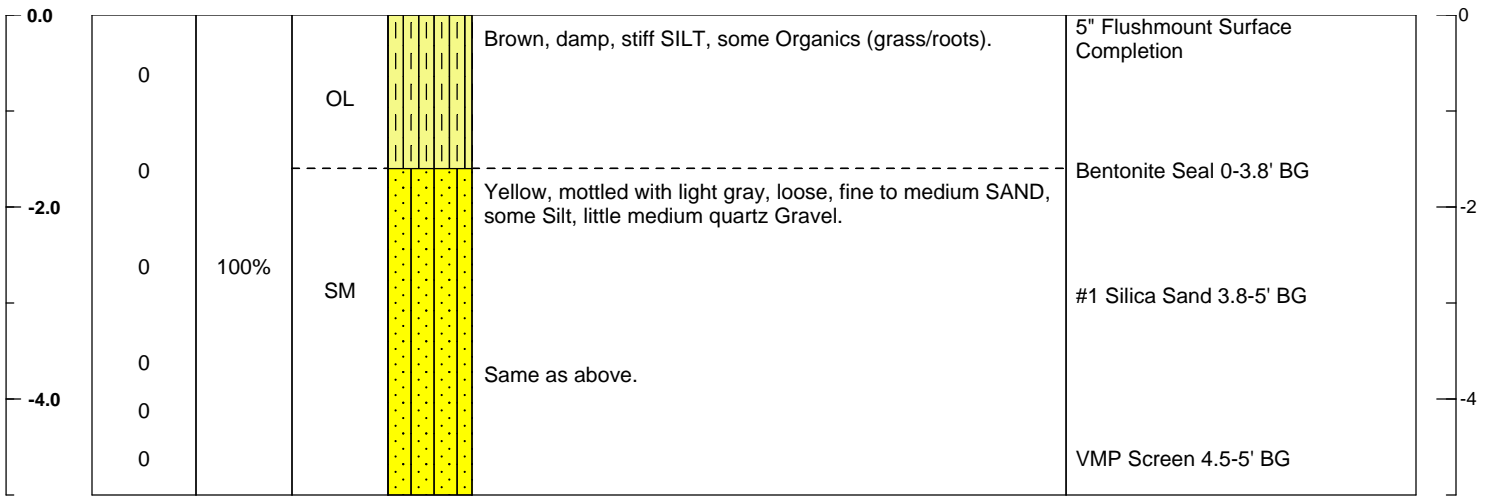 0.0
0
Brown, damp, stiff SILT, some Organics (grass/roots).
5" Flushmount Surface
Completion
0
OL
0
Bentonite Seal 0-3.8' BG
Yellow, mottled with light gray, loose, fine to medium SAND,
some Silt, little medium quartz Gravel.
-2.0
-2
0
100%
SM
#1 Silica Sand 3.8-5' BG
0
Same as above.
-4.0
-4
0
0
VMP Screen 4.5-5' BG